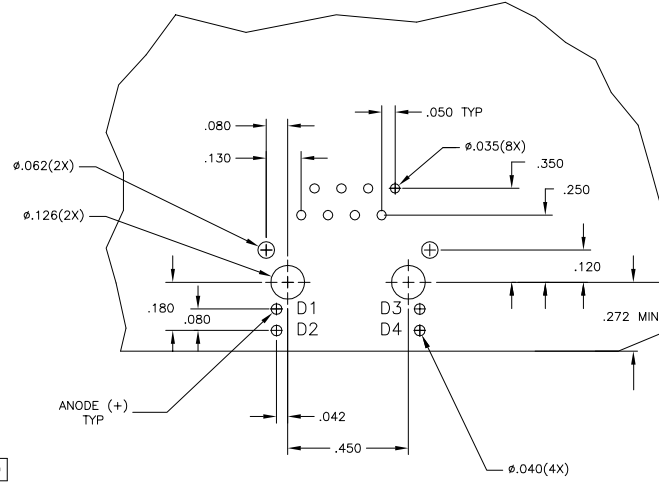 .050 TYP
.080
.130
ø.035(8X)
ø.062(2X)
.350
.250
ø.126(2X)
.120
.180
.080
D1
D3
D2
D4
.272 MIN
ANODE (+)
TYP
.042
.450
ø.040(4X)